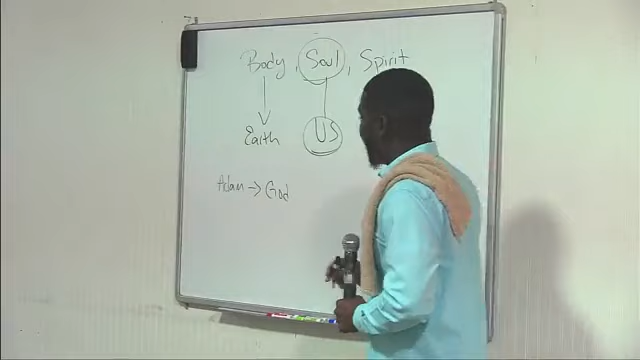 Body, Soul, Spirit
Earth US
Adam → God